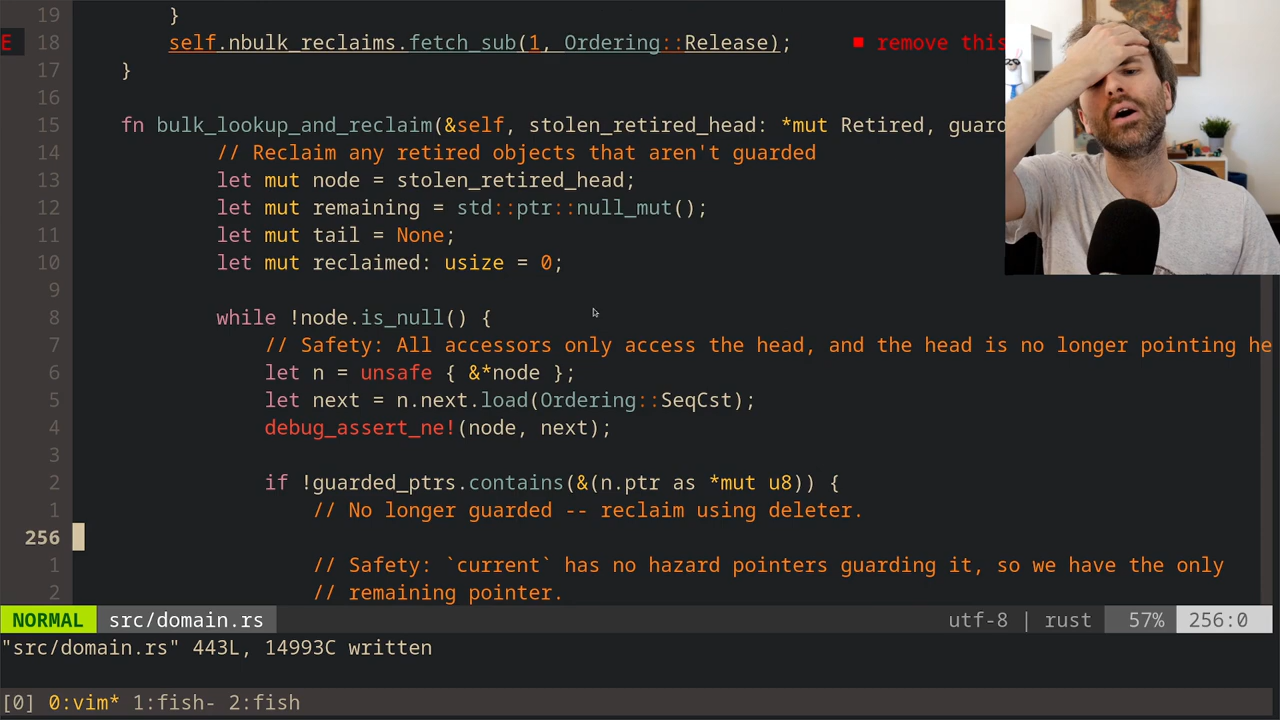 19 }
E 18 self.nbulk_reclaims.fetch_sub(1, Ordering::Release); ■ remove this
17 }
16
15 fn bulk_lookup_and_reclaim(&self, stolen_retired_head: *mut Retired, guard
14 // Reclaim any retired objects that aren't guarded
13 let mut node = stolen_retired_head;
12 let mut remaining = std::ptr::null_mut();
11 let mut tail = None;
10 let mut reclaimed: usize = 0;
9
8 while !node.is_null() {
7 // Safety: All accessors only access the head, and the head is no longer pointing he
6 let n = unsafe { &*node };
5 let next = n.next.load(Ordering::SeqCst);
4 debug_assert_ne!(node, next);
3
2 if !guarded_ptrs.contains(&(n.ptr as *mut u8)) {
1 // No longer guarded -- reclaim using deleter.
256
1 // Safety: `current` has no hazard pointers guarding it, so we have the only
2 // remaining pointer.
NORMAL src/domain.rs utf-8 | rust 57% 256:0
"src/domain.rs" 443L, 14993C written
[0] 0:vim* 1:fish- 2:fish